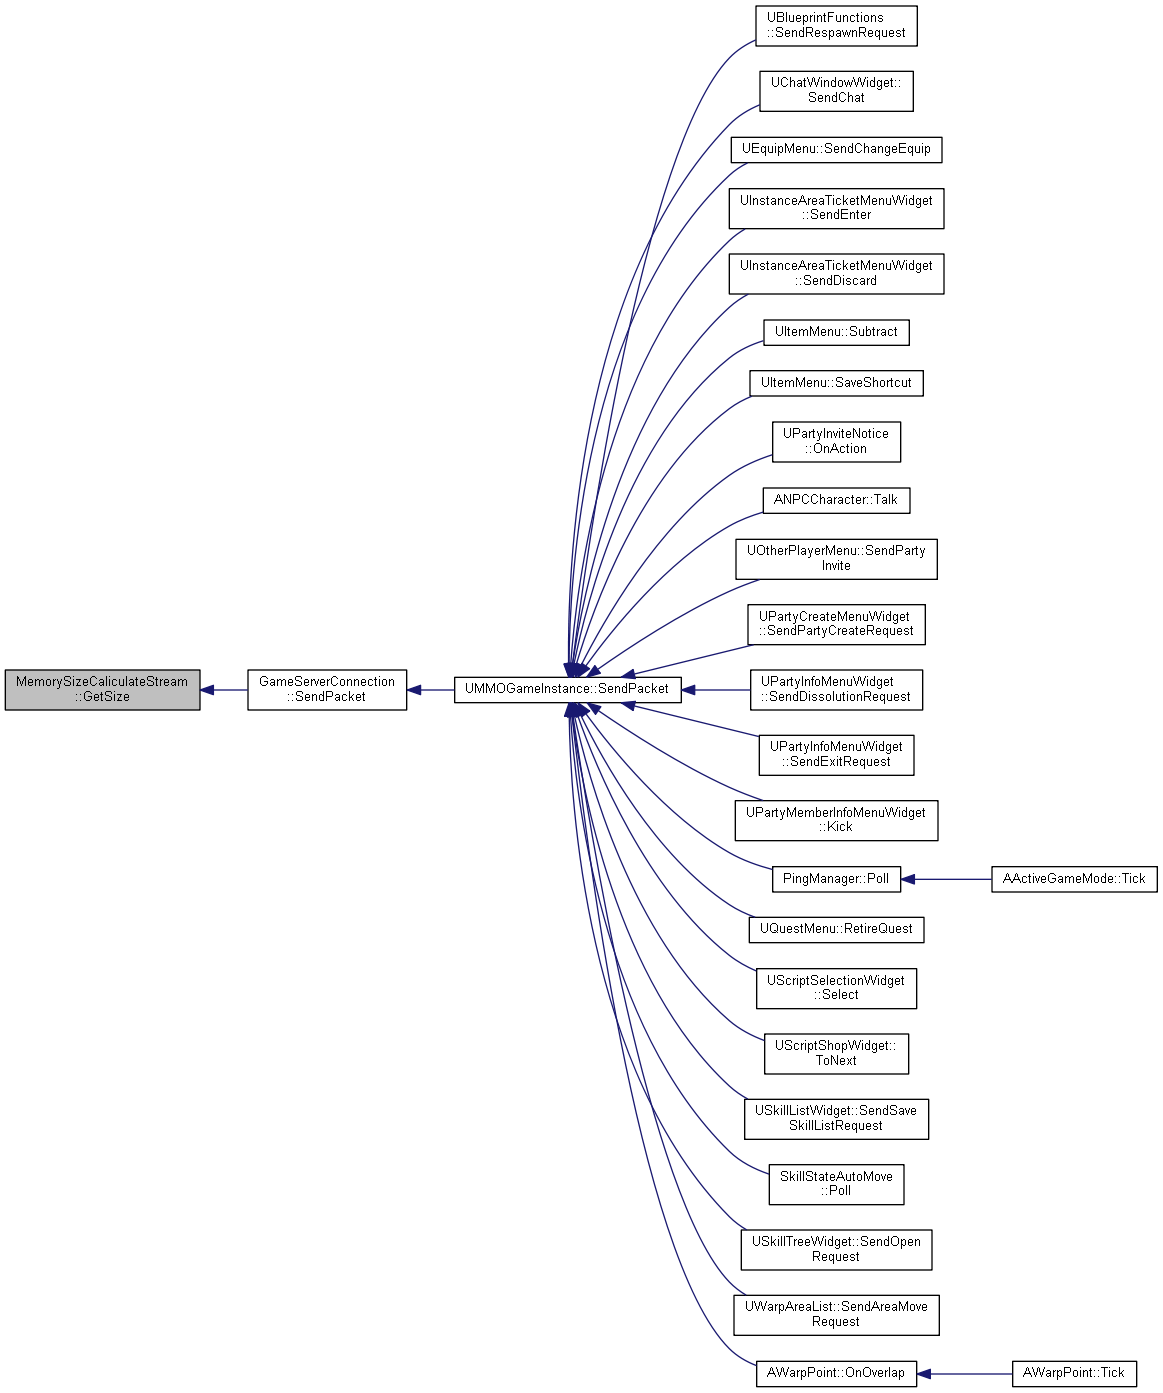 UBlueprintFunctions
::SendRespawnRequest
UChatWindowWidget::
SendChat
UEquipMenu::SendChangeEquip
UInstanceAreaTicketMenuWidget
::SendEnter
UInstanceAreaTicketMenuWidget
::SendDiscard
UItemMenu::Subtract
UItemMenu::SaveShortcut
UPartyInviteNotice
::OnAction
ANPCCharacter::Talk
UOtherPlayerMenu::SendParty
Invite
UPartyCreateMenuWidget
::SendPartyCreateRequest
MemorySizeCaliculateStream
::GetSize
GameServerConnection
::SendPacket
UMMOGameInstance::SendPacket
UPartyInfoMenuWidget
::SendDissolutionRequest
UPartyInfoMenuWidget
::SendExitRequest
UPartyMemberInfoMenuWidget
::Kick
PingManager::Poll
AActiveGameMode::Tick
UQuestMenu::RetireQuest
UScriptSelectionWidget
::Select
UScriptShopWidget::
ToNext
USkillListWidget::SendSave
SkillListRequest
SkillStateAutoMove
::Poll
USkillTreeWidget::SendOpen
Request
UWarpAreaList::SendAreaMove
Request
AWarpPoint::OnOverlap
AWarpPoint::Tick